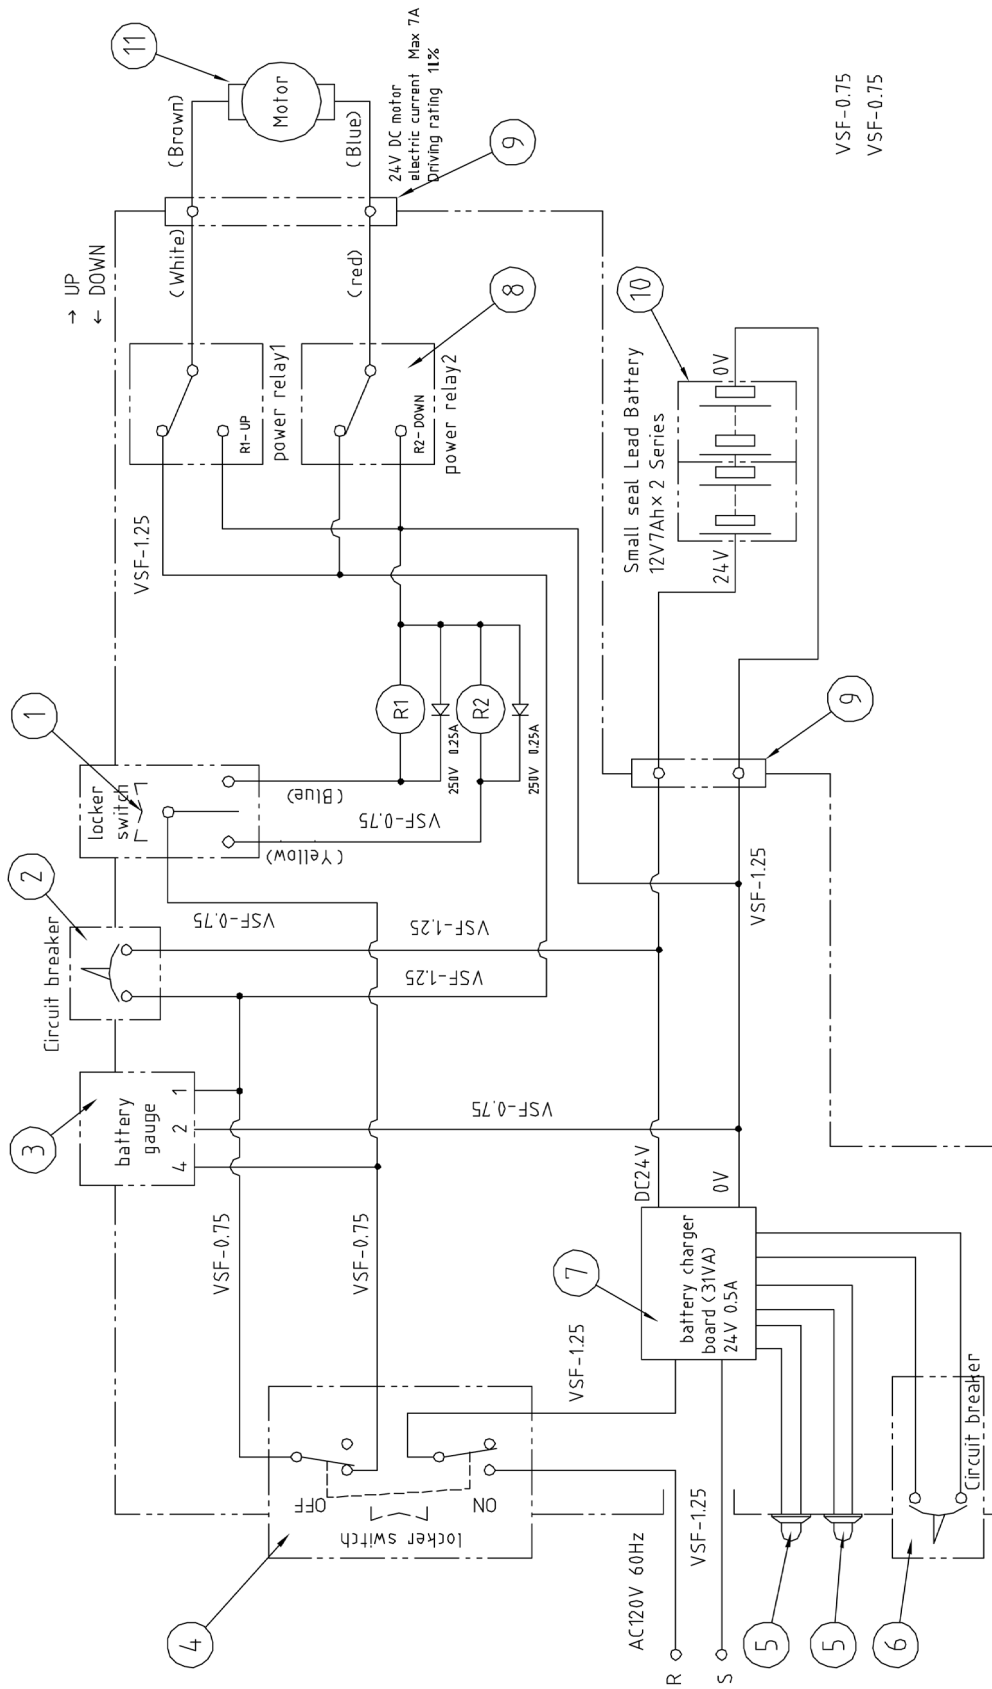 11
Motor
(Brown)
(Blue)
24V DC motor
electric current Max 7A
Driving rating 11%
9
(White)
(red)
→ UP
← DOWN
8
R1-UP
power relay1
R2-DOWN
power relay2
VSF-0.75
VSF-0.75
10
Small seal Lead Battery
12V7Ah×2 Series
24V
0V
VSF-1.25
1
locker
switch
(Blue)
(Yellow)
VSF-0.75
R1
250V 0.25A
R2
250V 0.25A
9
2
Circuit breaker
VSF-0.75
VSF-1.25
VSF-1.25
VSF-1.25
3
battery
gauge
4
2
1
VSF-0.75
VSF-0.75
VSF-0.75
DC24V
0V
7
battery charger
board(31VA)
24V 0.5A
VSF-1.25
4
OFF
ON
locker switch
AC120V 60Hz
VSF-1.25
R
S
5
5
6
Circuit breaker